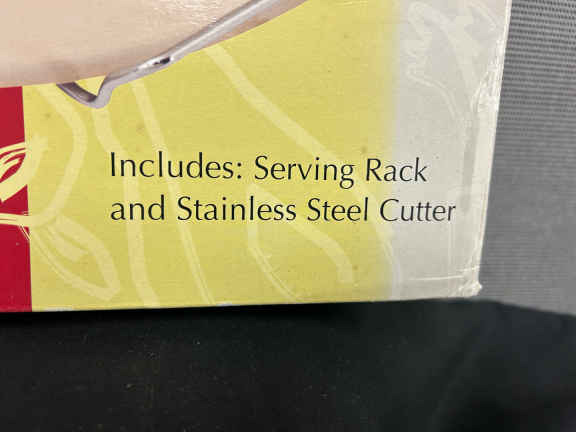 Includes: Serving Rack
and Stainless Steel Cutter